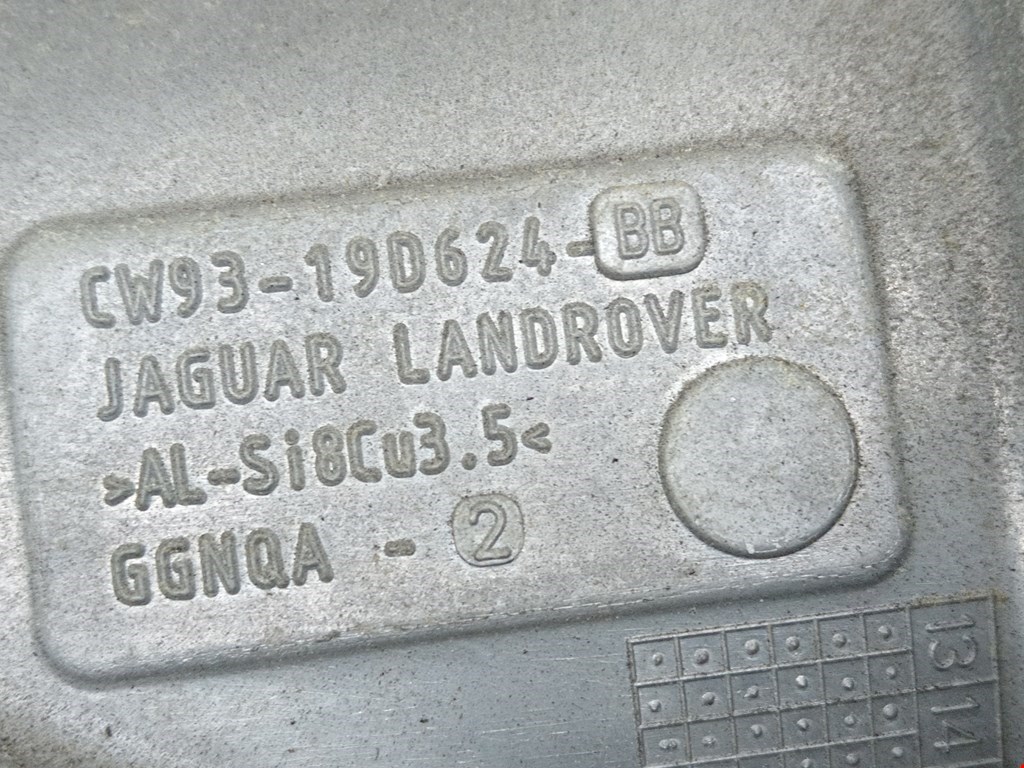 CW93-19D624-BB
JAGUAR LANDROVER
>AL-Si8Cu3.5<
GGNQA - 2
13
14